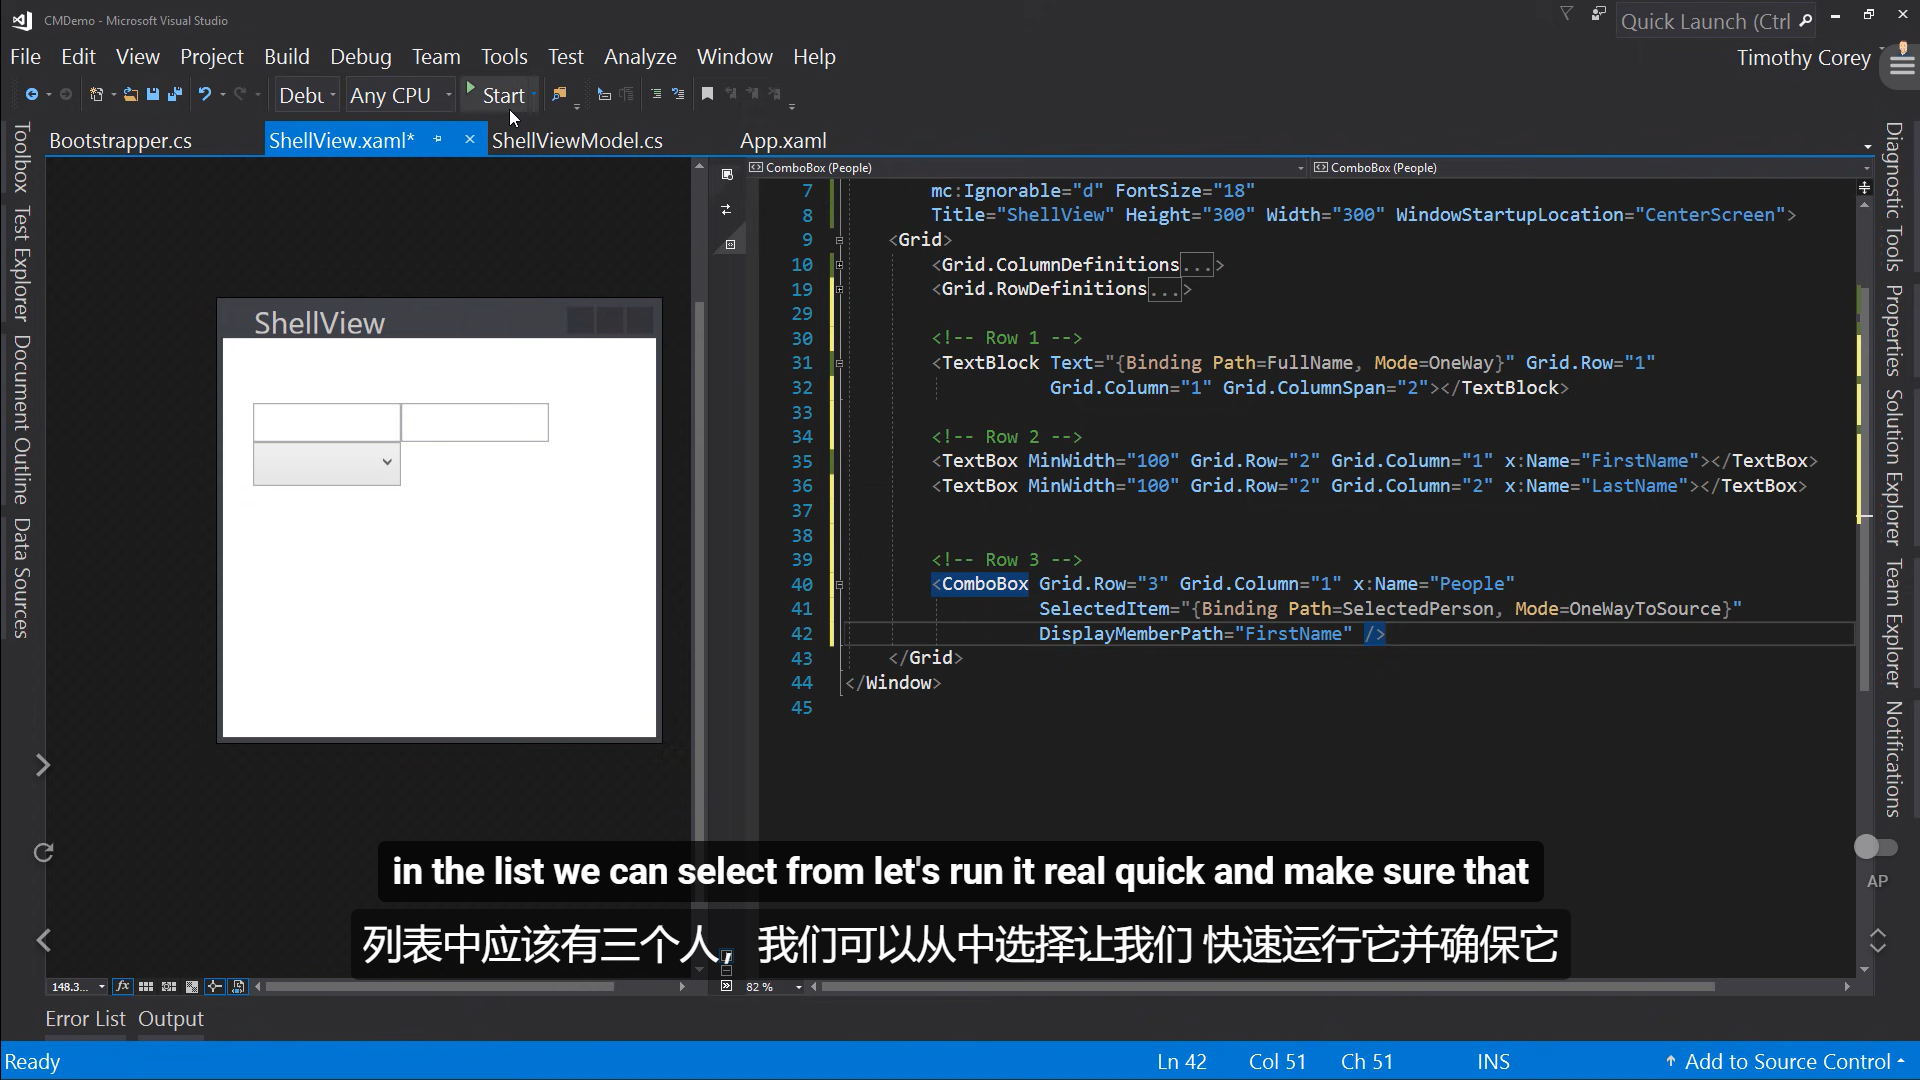 CMDemo - Microsoft Visual Studio
Quick Launch (Ctrl
File Edit View Project Build Debug Team Tools Test Analyze Window Help
Timothy Corey
Debu Any CPU Start
Bootstrapper.cs ShellView.xaml* ShellViewModel.cs App.xaml
ComboBox (People) ComboBox (People)
Toolbox
Test Explorer
Document Outline
Data Sources
ShellView
7 mc:Ignorable="d" FontSize="18"
8 Title="ShellView" Height="300" Width="300" WindowStartupLocation="CenterScreen">
9 <Grid>
10 <Grid.ColumnDefinitions...>
19 <Grid.RowDefinitions...>
29
30 <!-- Row 1 -->
31 <TextBlock Text="{Binding Path=FullName, Mode=OneWay}" Grid.Row="1"
32 Grid.Column="1" Grid.ColumnSpan="2"></TextBlock>
33
34 <!-- Row 2 -->
35 <TextBox MinWidth="100" Grid.Row="2" Grid.Column="1" x:Name="FirstName"></TextBox>
36 <TextBox MinWidth="100" Grid.Row="2" Grid.Column="2" x:Name="LastName"></TextBox>
37
38
39 <!-- Row 3 -->
40 <ComboBox Grid.Row="3" Grid.Column="1" x:Name="People"
41 SelectedItem="{Binding Path=SelectedPerson, Mode=OneWayToSource}"
42 DisplayMemberPath="FirstName" />
43 </Grid>
44 </Window>
45
Diagnostic Tools
Properties
Solution Explorer
Team Explorer
Notifications
AP
in the list we can select from let's run it real quick and make sure that
列表中应该有三个人，我们可以从中选择让我们 快速运行它并确保它
148.3... fx 82 %
Error List Output
Ready Ln 42 Col 51 Ch 51 INS Add to Source Control